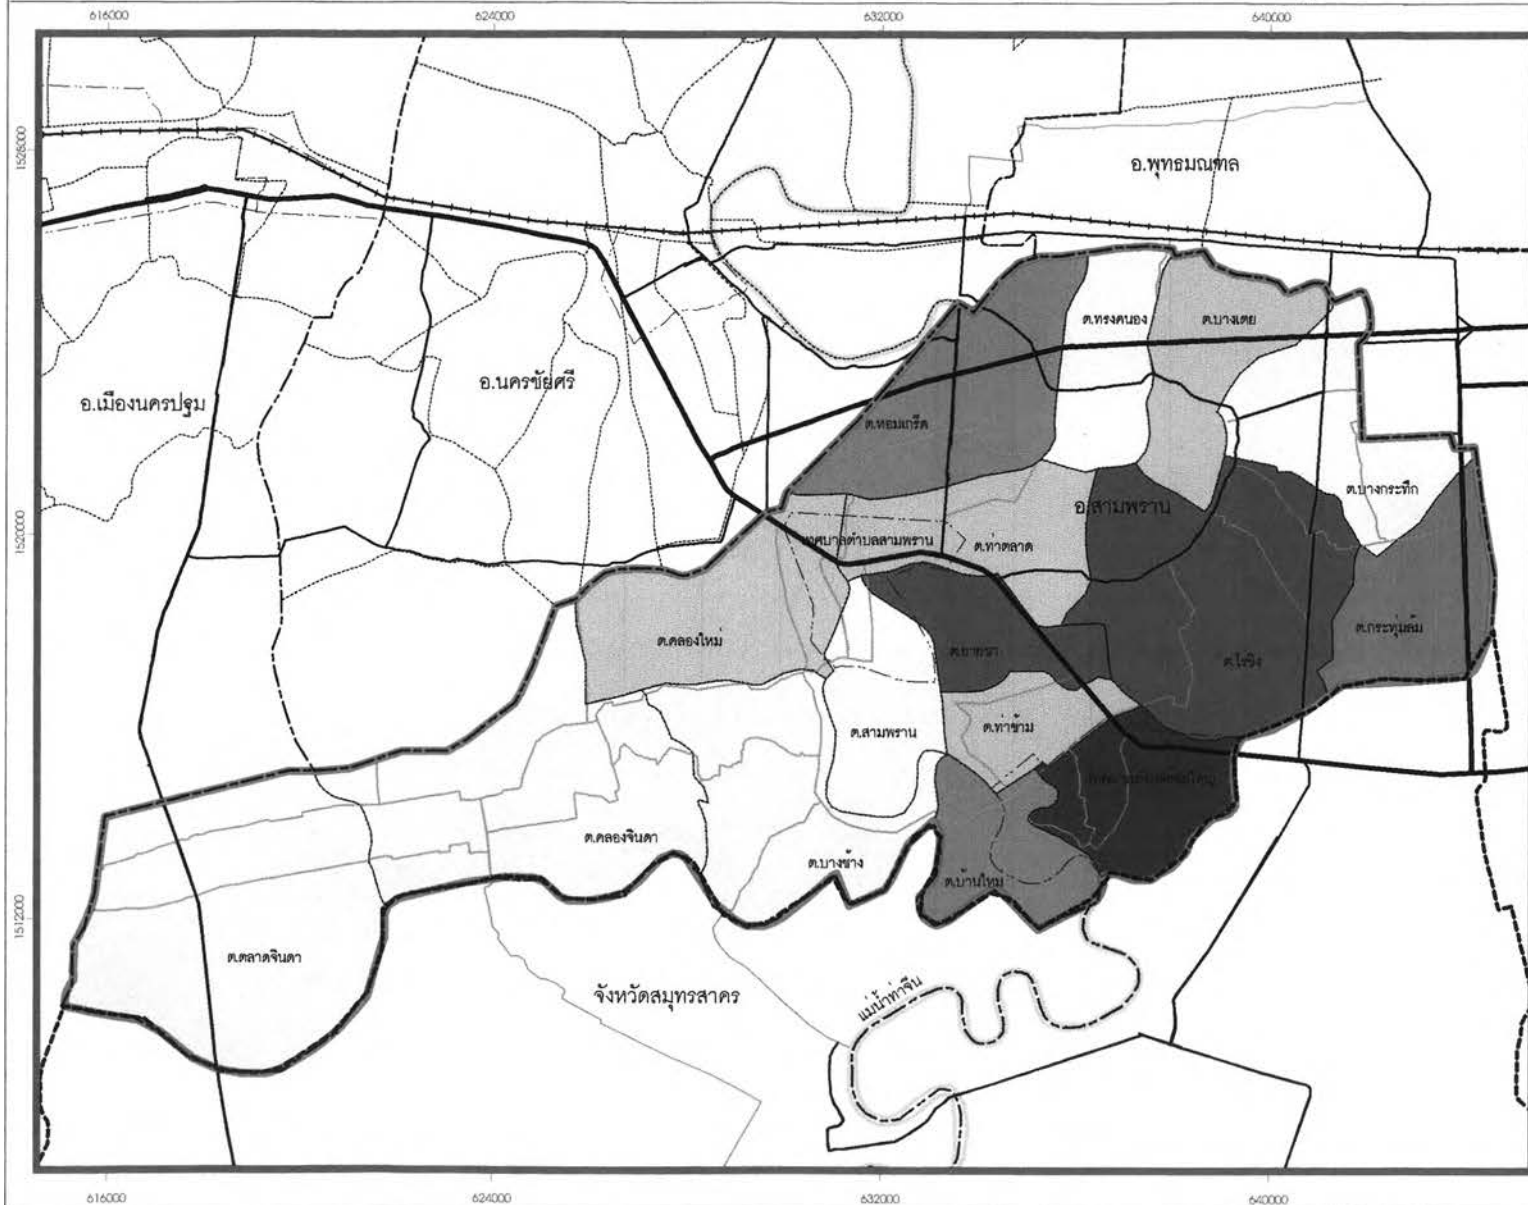 616000
624000
632000
640000
1528000
1520000
1512000
อ.พุทธมณฑล
ต.ทรงคนอง
ต.บางเตย
อ.นครชัยศรี
อ.เมืองนครปฐม
ต.หอมเกร็ด
ต.บางกระทึก
อ.สามพราน
เทศบาลตำบลสามพราน
ต.ท่าตลาด
ต.คลองใหม่
ต.ยายชา
ต.ไร่ขิง
ต.กระทุ่มล้ม
ต.สามพราน
ต.ท่าข้าม
ต.คลองจินดา
ต.บางช้าง
ต.บ้านใหม่
ต.ตลาดจินดา
จังหวัดสมุทรสาคร
แม่น้ำท่าจีน
616000
624000
632000
640000